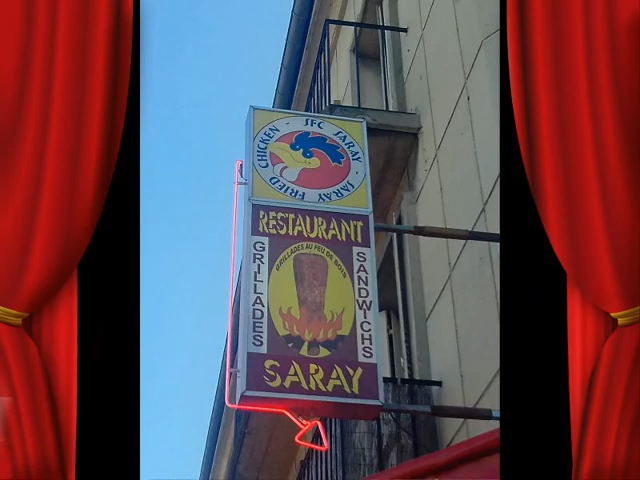 SFC SARAY - SARAY FRIED CHICKEN -
RESTAURANT
GRILLADES
GRILLADES AU FEU DE BOIS
SANDWICHS
SARAY